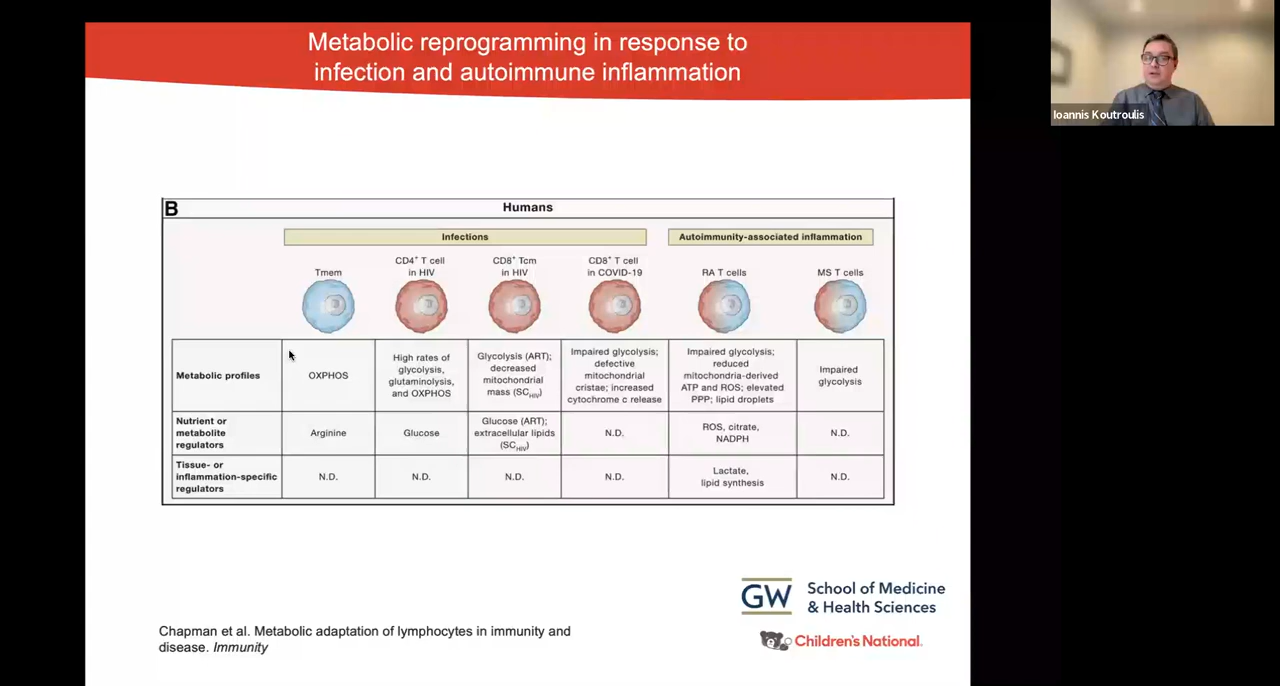 Metabolic reprogramming in response to
infection and autoimmune inflammation
Ioannis Koutroulis
B
Humans
Infections
Autoimmunity-associated inflammation
Tmem
CD4+ T cell
in HIV
CD8+ Tcm
in HIV
CD8+ T cell
in COVID-19
RA T cells
MS T cells
Metabolic profiles
OXPHOS
High rates of
glycolysis,
glutaminolysis,
and OXPHOS
Glycolysis (ART);
decreased
mitochondrial
mass (SCHIV)
Impaired glycolysis;
defective
mitochondrial
cristae; increased
cytochrome c release
Impaired glycolysis;
reduced
mitochondria-derived
ATP and ROS; elevated
PPP; lipid droplets
Impaired
glycolysis
Nutrient or
metabolite
regulators
Arginine
Glucose
Glucose (ART);
extracellular lipids
(SCHIV)
N.D.
ROS, citrate,
NADPH
N.D.
Tissue- or
inflammation-specific
regulators
N.D.
N.D.
N.D.
N.D.
Lactate,
lipid synthesis
N.D.
GW
School of Medicine
& Health Sciences
Children's National.
Chapman et al. Metabolic adaptation of lymphocytes in immunity and
disease. Immunity